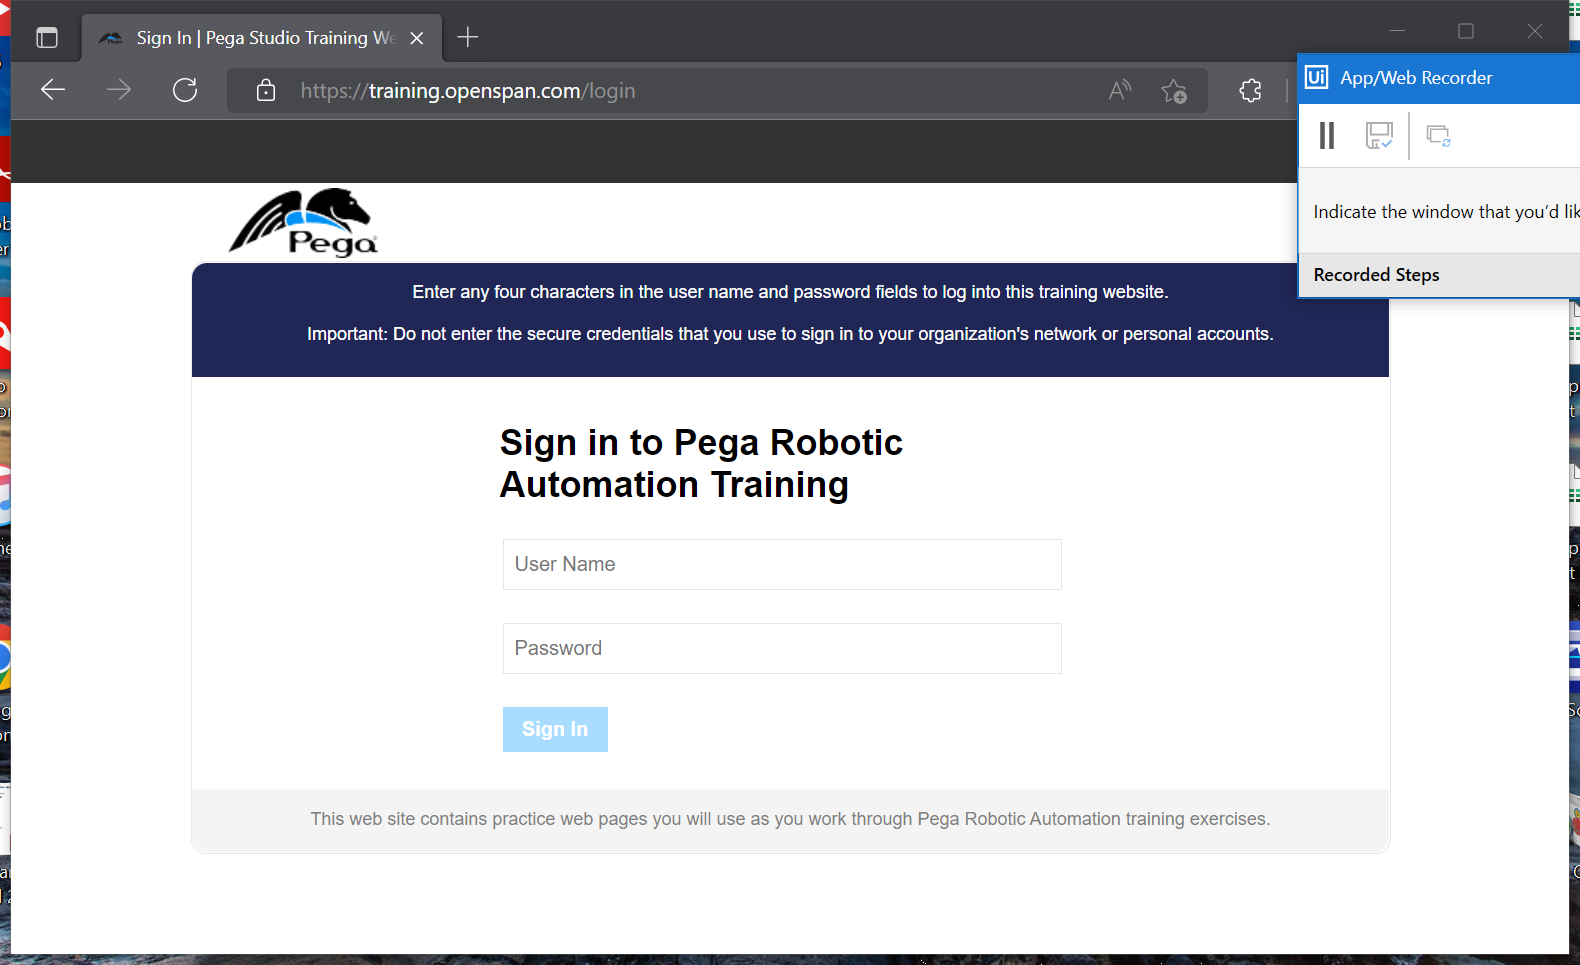 Sign In | Pega Studio Training We
https://training.openspan.com/login
Ui App/Web Recorder
Indicate the window that you'd lik
Recorded Steps
Pega
Enter any four characters in the user name and password fields to log into this training website.
Important: Do not enter the secure credentials that you use to sign in to your organization's network or personal accounts.
Sign in to Pega Robotic
Automation Training
User Name
Password
Sign In
This web site contains practice web pages you will use as you work through Pega Robotic Automation training exercises.